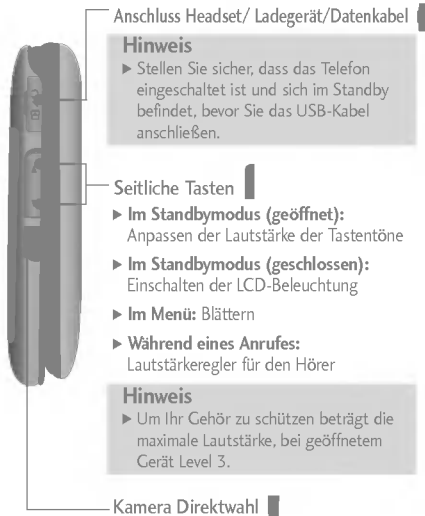 Anschluss Headset/ Ladegerät/Datenkabel
Hinweis
▶ Stellen Sie sicher, dass das Telefon
eingeschaltet ist und sich im Standby
befindet, bevor Sie das USB-Kabel
anschließen.
Seitliche Tasten
▶ Im Standbymodus (geöffnet):
Anpassen der Lautstärke der Tastentöne
▶ Im Standbymodus (geschlossen):
Einschalten der LCD-Beleuchtung
▶ Im Menü: Blättern
▶ Während eines Anrufes:
Lautstärkeregler für den Hörer
Hinweis
▶ Um Ihr Gehör zu schützen beträgt die
maximale Lautstärke, bei geöffnetem
Gerät Level 3.
Kamera Direktwahl